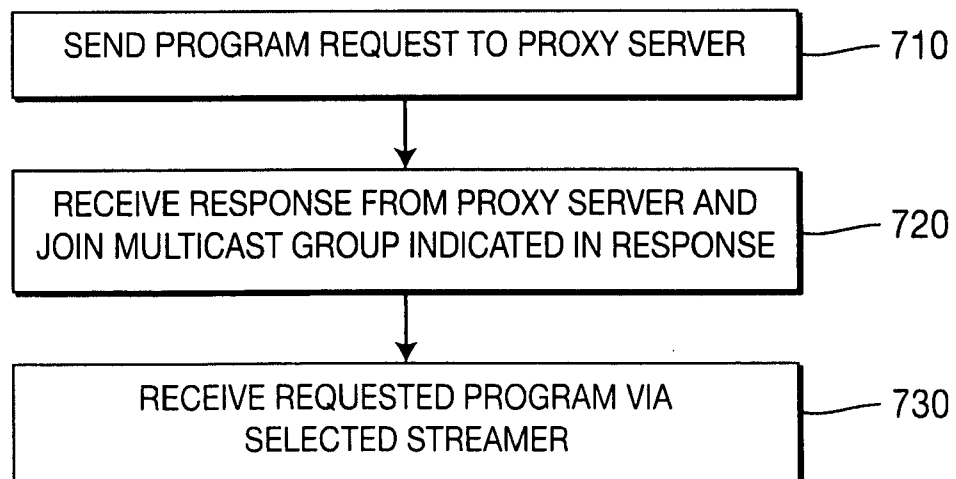 SEND PROGRAM REQUEST TO PROXY SERVER
710
RECEIVE RESPONSE FROM PROXY SERVER AND
JOIN MULTICAST GROUP INDICATED IN RESPONSE
720
RECEIVE REQUESTED PROGRAM VIA
SELECTED STREAMER
730